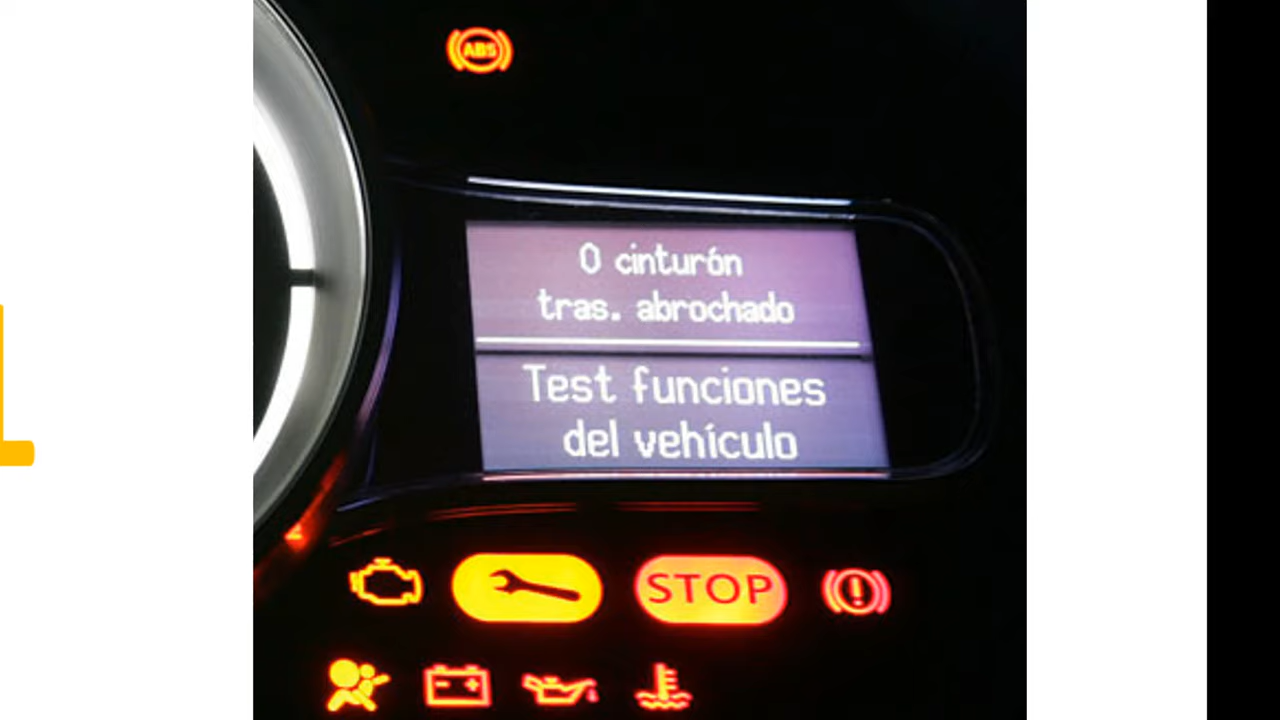 ABS
0 cinturón
tras. abrochado
Test funciones
del vehículo
STOP